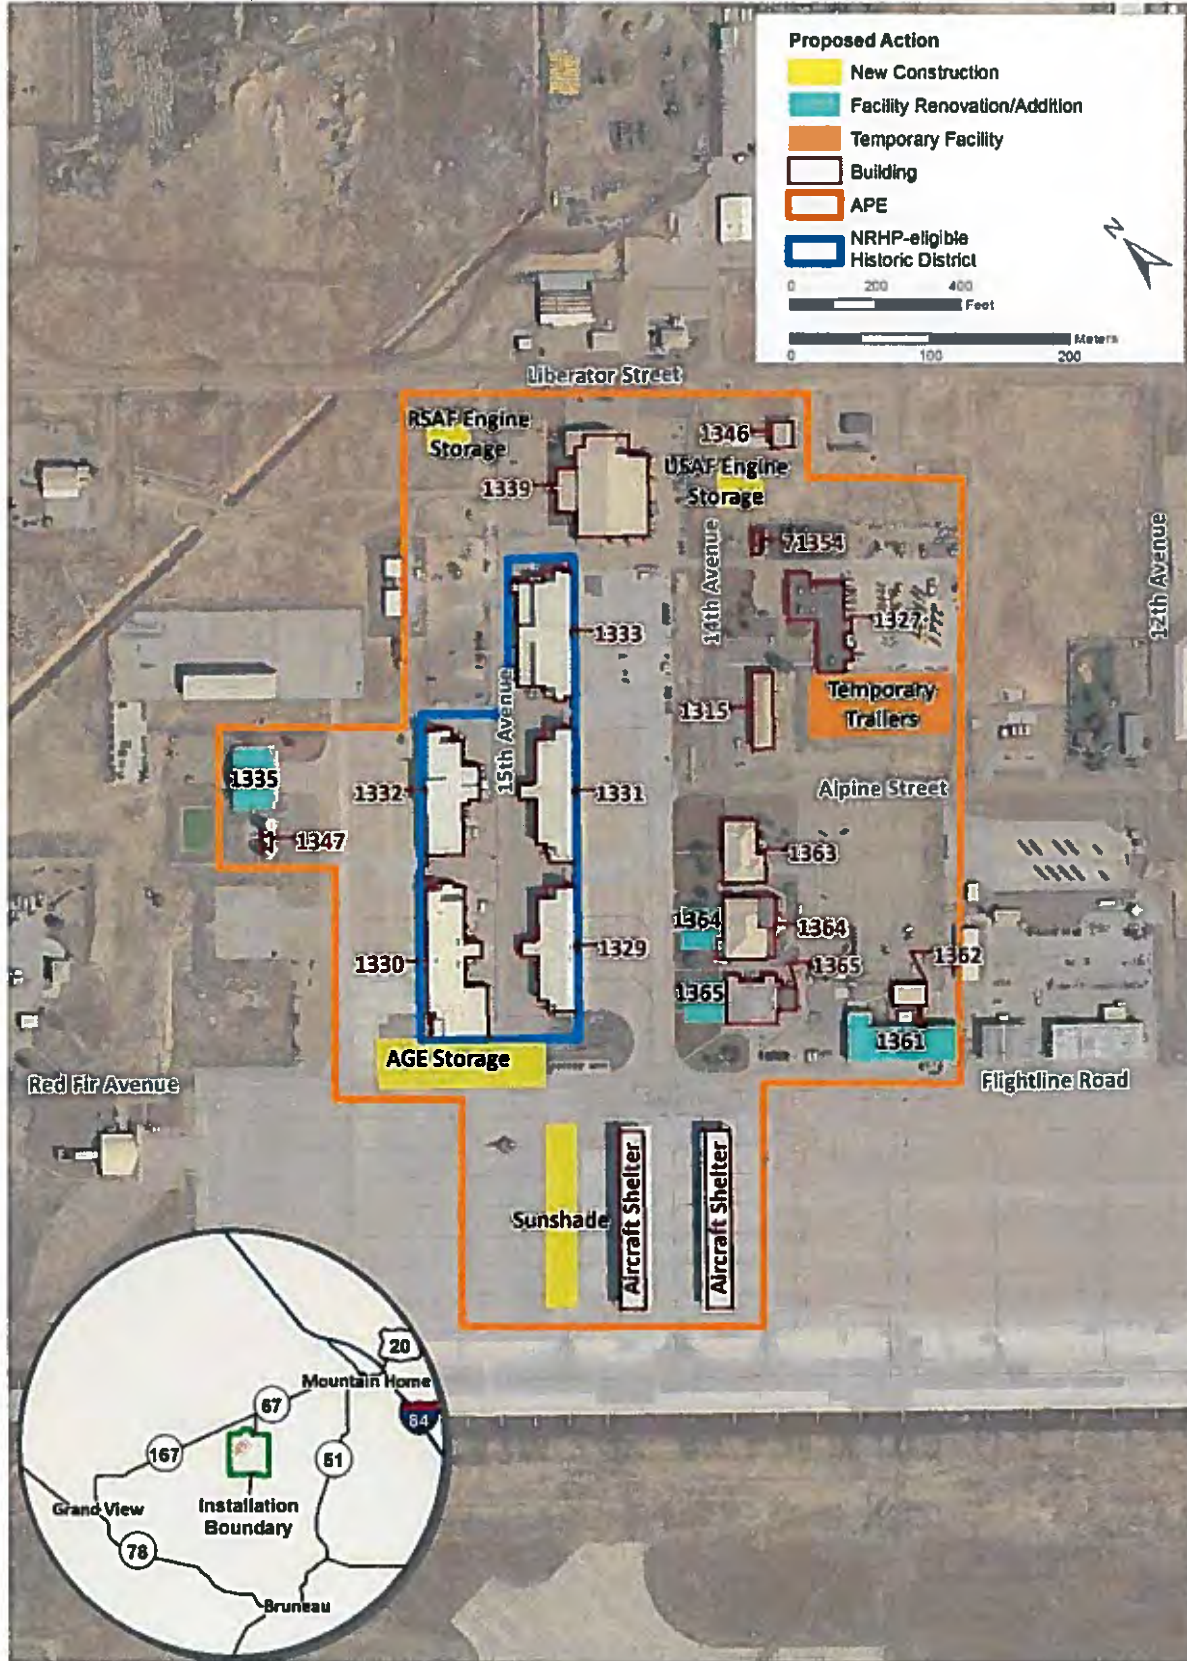 Proposed Action
New Construction
Facility Renovation/Addition
Temporary Facility
Building
APE
NRHP-eligible
Historic District
N
0 200 400
Feet
Meters
0 100 200
Liberator Street
RSAF Engine
Storage
1346
USAF Engine
Storage
1339
71354
14th Avenue
12th Avenue
1333
1327
15th Avenue
Temporary
Trailers
1315
1335
1332
1331
Alpine Street
1347
1363
1364
1364
1330
1329
1362
1365
1365
1361
AGE Storage
Red Fir Avenue
Flightline Road
Sunshade
Aircraft Shelter
Aircraft Shelter
20
Mountain Home
67
84
167
51
Grand View
Installation
Boundary
78
Bruneau